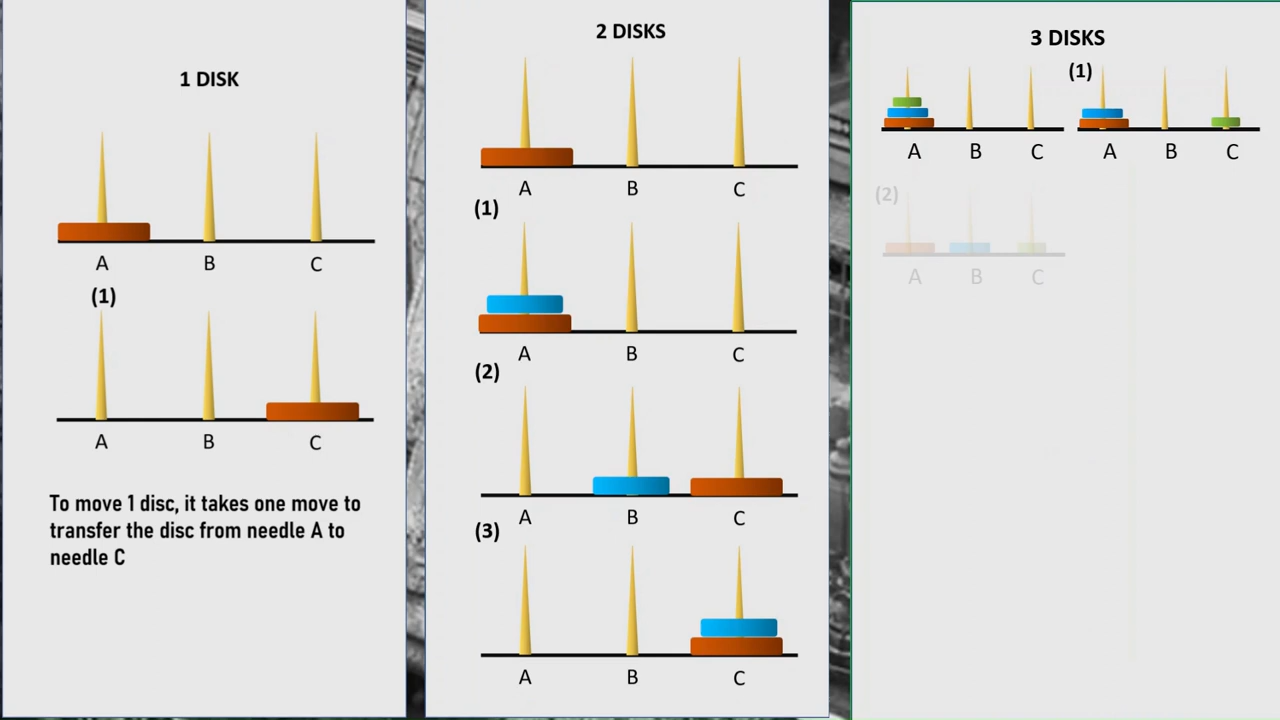 1 DISK
A B C
(1)
A B C
To move 1 disc, it takes one move to
transfer the disc from needle A to
needle C
2 DISKS
A B C
(1)
A B C
(2)
A B C
(3)
A B C
3 DISKS
(1)
A B C A B C
(2)
A B C